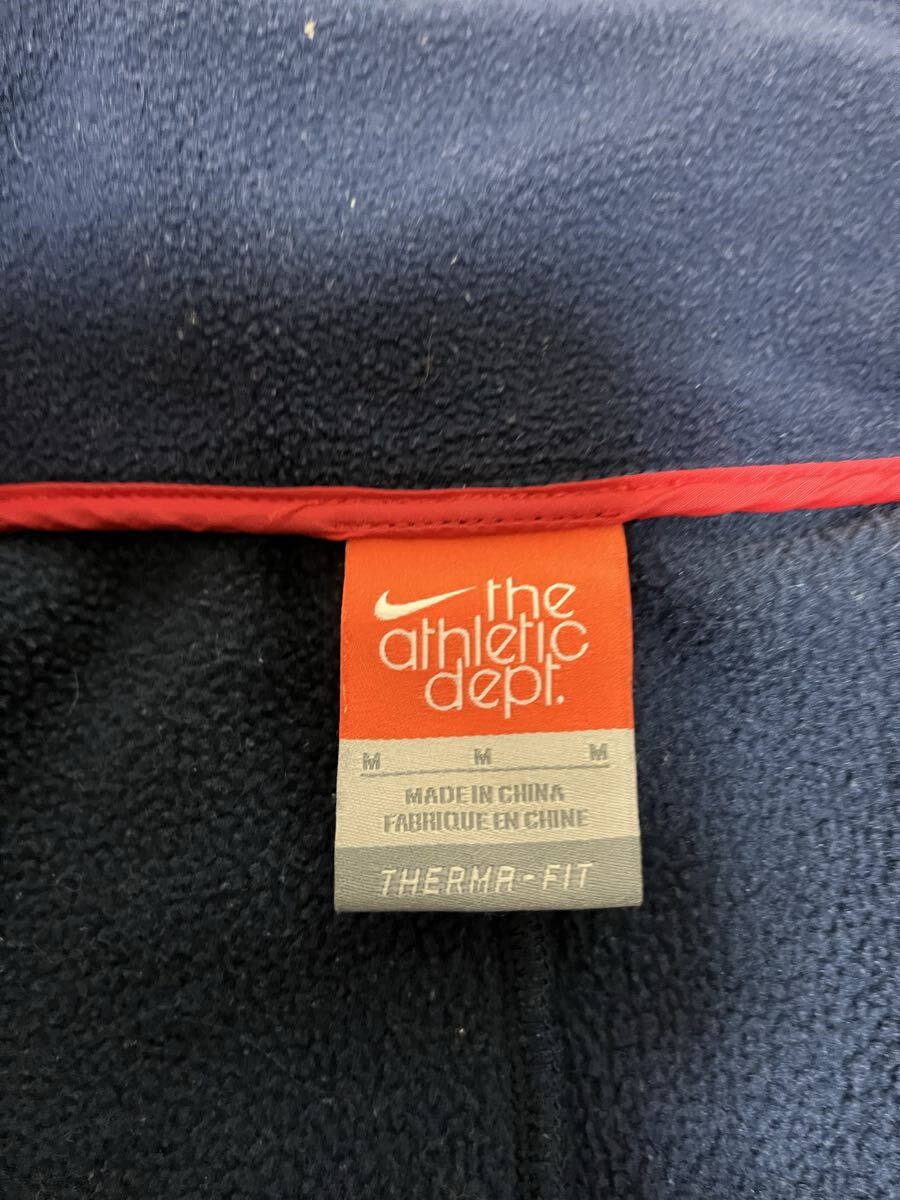 the
athletic
dept.
M M M
MADE IN CHINA
FABRIQUE EN CHINE
THERMA-FIT